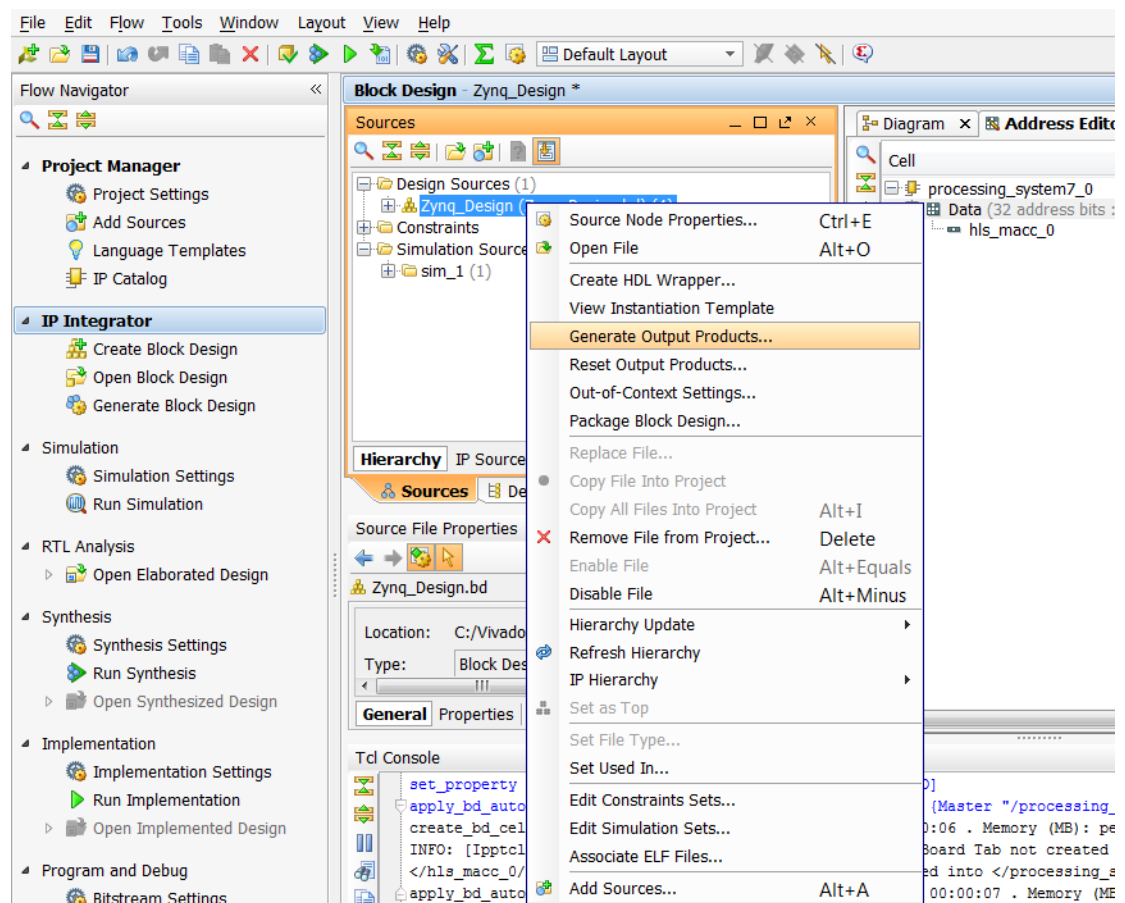 File Edit Flow Tools Window Layout View Help
Default Layout
Flow Navigator
Project Manager
Project Settings
Add Sources
Language Templates
IP Catalog
IP Integrator
Create Block Design
Open Block Design
Generate Block Design
Simulation
Simulation Settings
Run Simulation
RTL Analysis
Open Elaborated Design
Synthesis
Synthesis Settings
Run Synthesis
Open Synthesized Design
Implementation
Implementation Settings
Run Implementation
Open Implemented Design
Program and Debug
Bitstream Settings
Block Design - Zynq_Design *
Sources
Design Sources (1)
Zynq_Design
Constraints
Simulation Source
sim_1 (1)
Hierarchy IP Source
Sources De
Source File Properties
Zynq_Design.bd
Location: C:/Vivado
Type: Block Des
General Properties
Tcl Console
set_property
apply_bd_auto
create_bd_cel
INFO: [Ipptcl
</hls_macc_0/
apply_bd_auto
Source Node Properties... Ctrl+E
Open File Alt+O
Create HDL Wrapper...
View Instantiation Template
Generate Output Products...
Reset Output Products...
Out-of-Context Settings...
Package Block Design...
Replace File...
Copy File Into Project
Copy All Files Into Project Alt+I
Remove File from Project... Delete
Enable File Alt+Equals
Disable File Alt+Minus
Hierarchy Update
Refresh Hierarchy
IP Hierarchy
Set as Top
Set File Type...
Set Used In...
Edit Constraints Sets...
Edit Simulation Sets...
Associate ELF Files...
Add Sources... Alt+A
Diagram Address Edito
Cell
processing_system7_0
Data (32 address bits :
hls_macc_0
]
{Master "/processing_
0:06 . Memory (MB): pe
Board Tab not created
ed into </processing_s
00:00:07 . Memory (ME